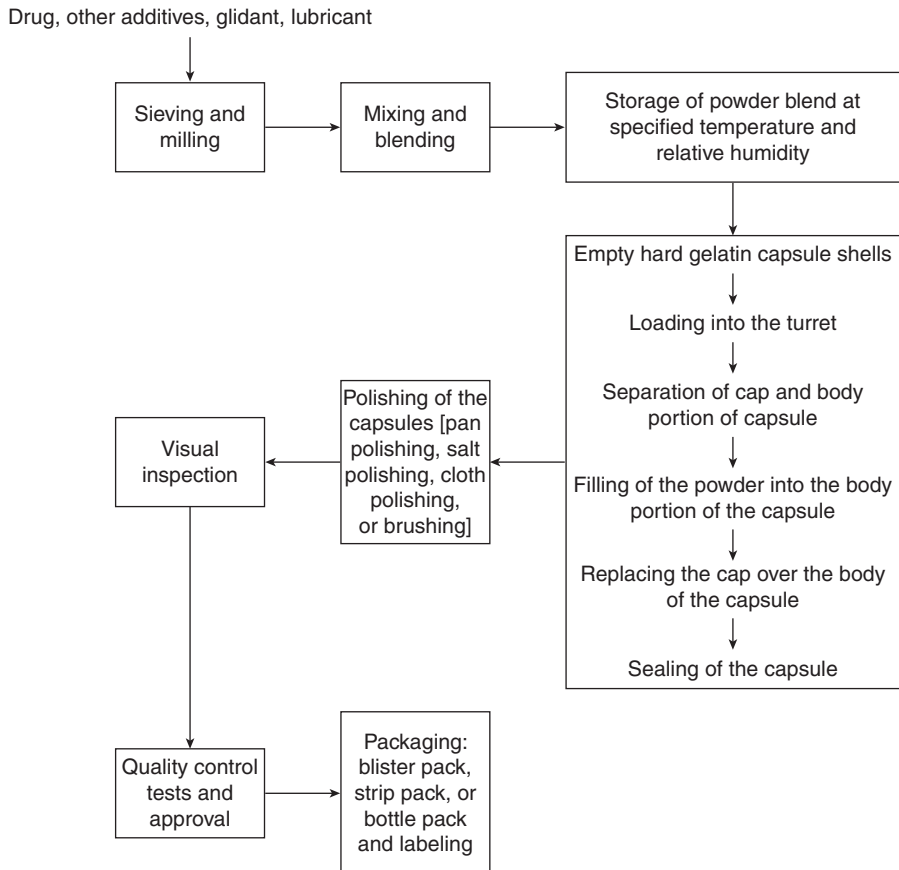 Drug, other additives, glidant, lubricant
Sieving and
milling
Mixing and
blending
Storage of powder blend at
specified temperature and
relative humidity
Empty hard gelatin capsule shells
Loading into the turret
Separation of cap and body
portion of capsule
Filling of the powder into the body
portion of the capsule
Replacing the cap over the body
of the capsule
Sealing of the capsule
Polishing of the
capsules [pan
polishing, salt
polishing, cloth
polishing,
or brushing]
Visual
inspection
Quality control
tests and
approval
Packaging:
blister pack,
strip pack, or
bottle pack
and labeling